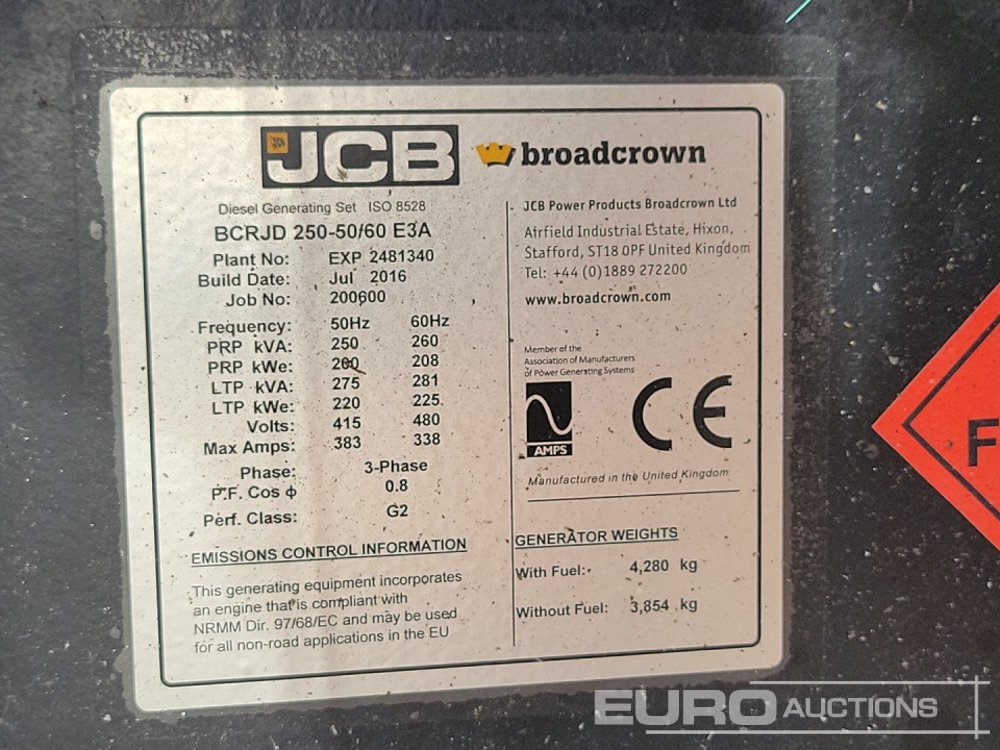 JCB
broadcrown
Diesel Generating Set ISO 8528
BCRJD 250-50/60 E3A
Plant No: EXP 2481340
Build Date: Jul 2016
Job No: 200600
Frequency: 50Hz 60Hz
PRP kVA: 250 260
PRP kWe: 200 208
LTP kVA: 275 281
LTP kWe: 220 225
Volts: 415 480
Max Amps: 383 338
Phase: 3-Phase
P.F. Cos ϕ 0.8
Perf. Class: G2
EMISSIONS CONTROL INFORMATION
This generating equipment incorporates
an engine that is compliant with
NRMM Dir. 97/68/EC and may be used
for all non-road applications in the EU
JCB Power Products Broadcrown Ltd
Airfield Industrial Estate, Hixon,
Stafford, ST18 0PF United Kingdom
Tel: +44 (0)1889 272200
www.broadcrown.com
Member of the
Association of Manufacturers
of Power Generating Systems
AMPS
CE
Manufactured in the United Kingdom
GENERATOR WEIGHTS
With Fuel: 4,280 kg
Without Fuel: 3,854 kg
F
EURO AUCTIONS